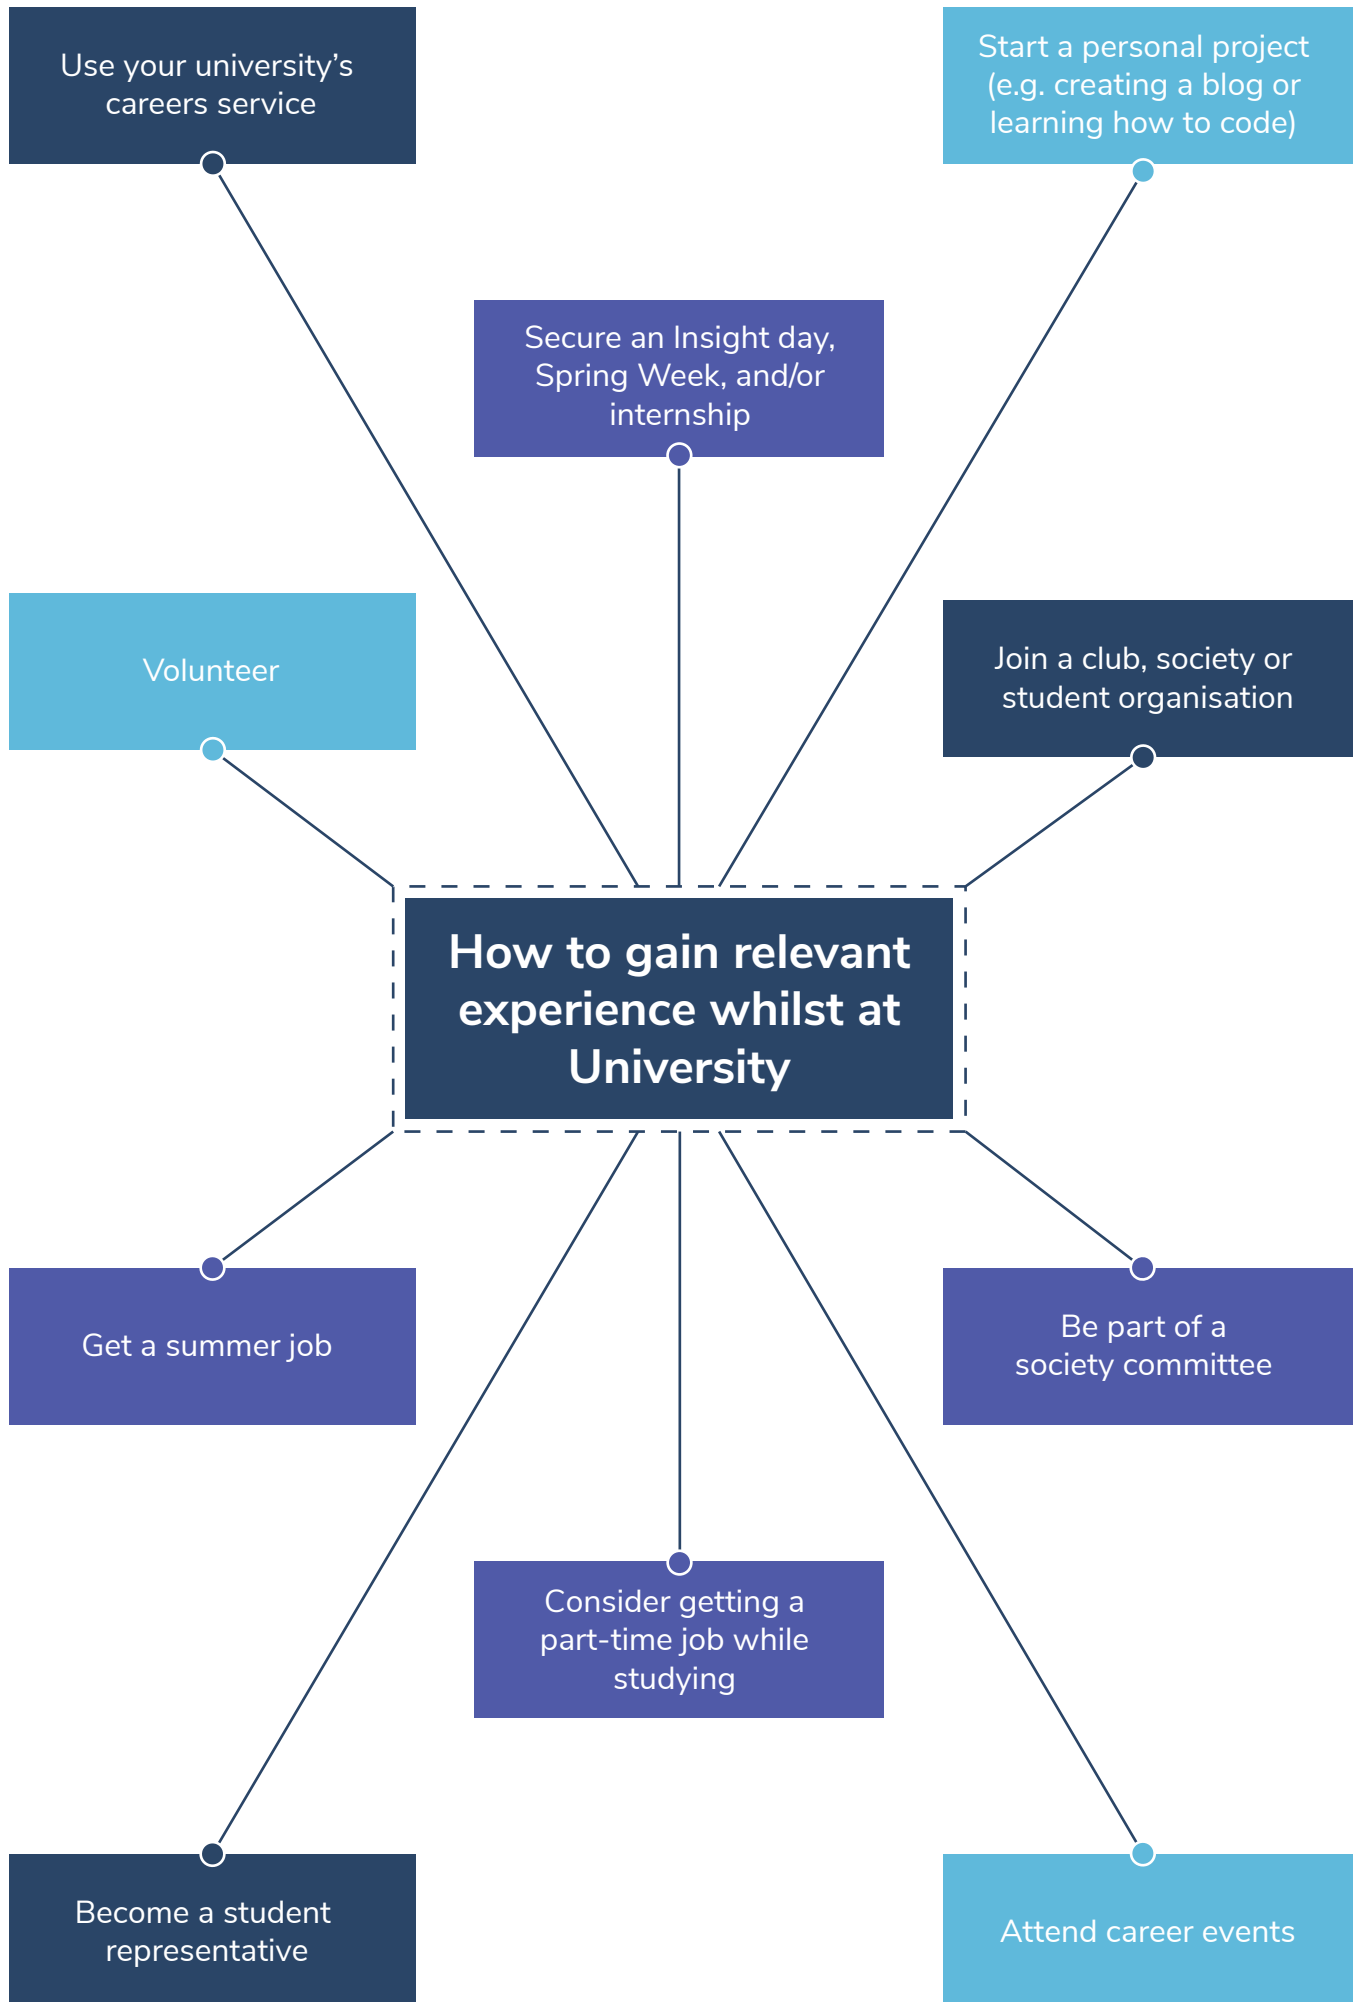 Use your university’s
careers service
Start a personal project
(e.g. creating a blog or
learning how to code)
Secure an Insight day,
Spring Week, and/or
internship
Volunteer
Join a club, society or
student organisation
How to gain relevant
experience whilst at
University
Get a summer job
Be part of a
society committee
Consider getting a
part-time job while
studying
Become a student
representative
Attend career events